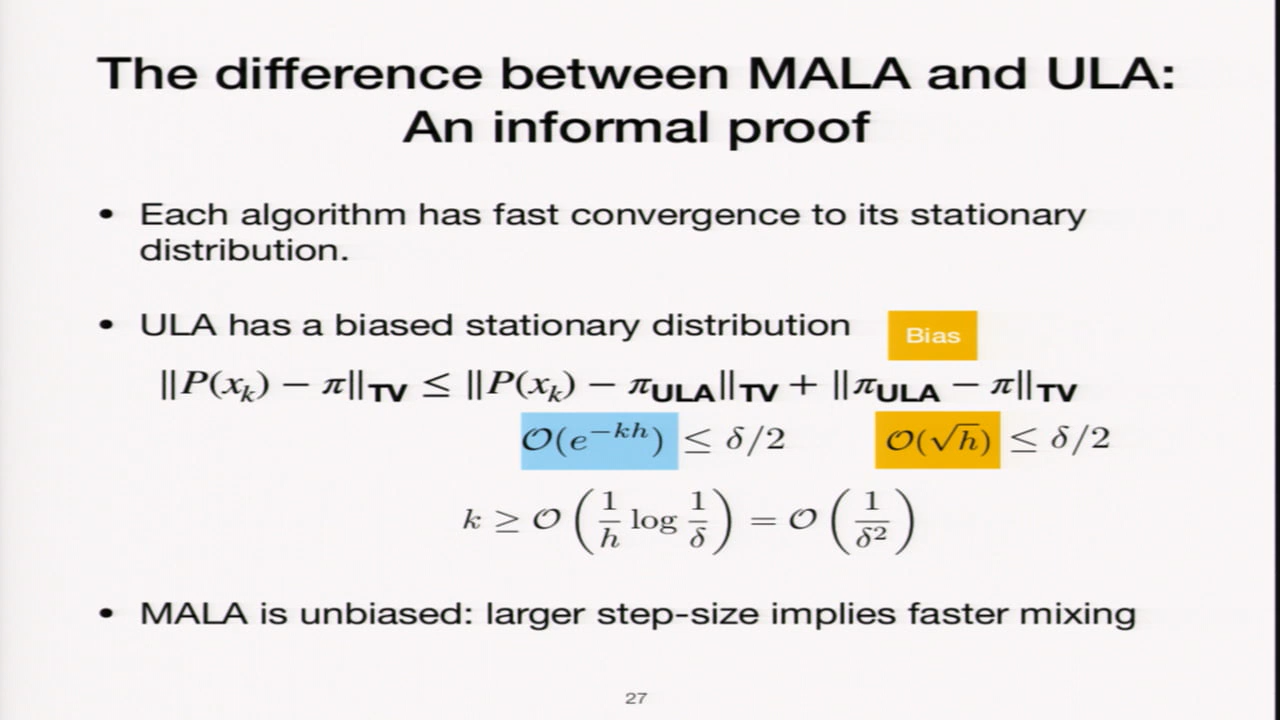 The difference between MALA and ULA:
An informal proof
• Each algorithm has fast convergence to its stationary
distribution.
• ULA has a biased stationary distribution Bias
||P(x_k) − π||_TV ≤ ||P(x_k) − π_ULA||_TV + ||π_ULA − π||_TV
𝒪(e^{−kh}) ≤ δ/2 𝒪(√h) ≤ δ/2
k ≥ 𝒪(1/h log 1/δ) = 𝒪(1/δ²)
• MALA is unbiased: larger step-size implies faster mixing
27